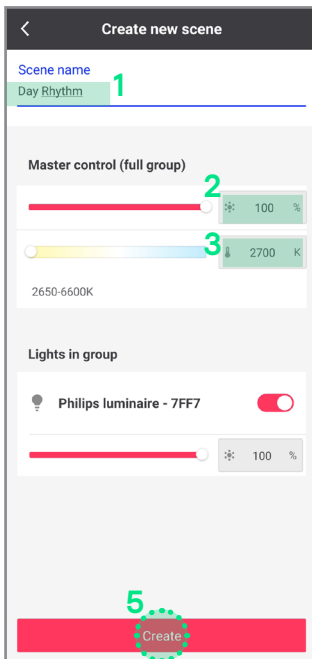 Create new scene
Scene name
1
Day Rhythm
Master control (full group)
2
100 %
3
2700 K
2650-6600K
Lights in group
Philips luminaire - 7FF7
100 %
5
Create